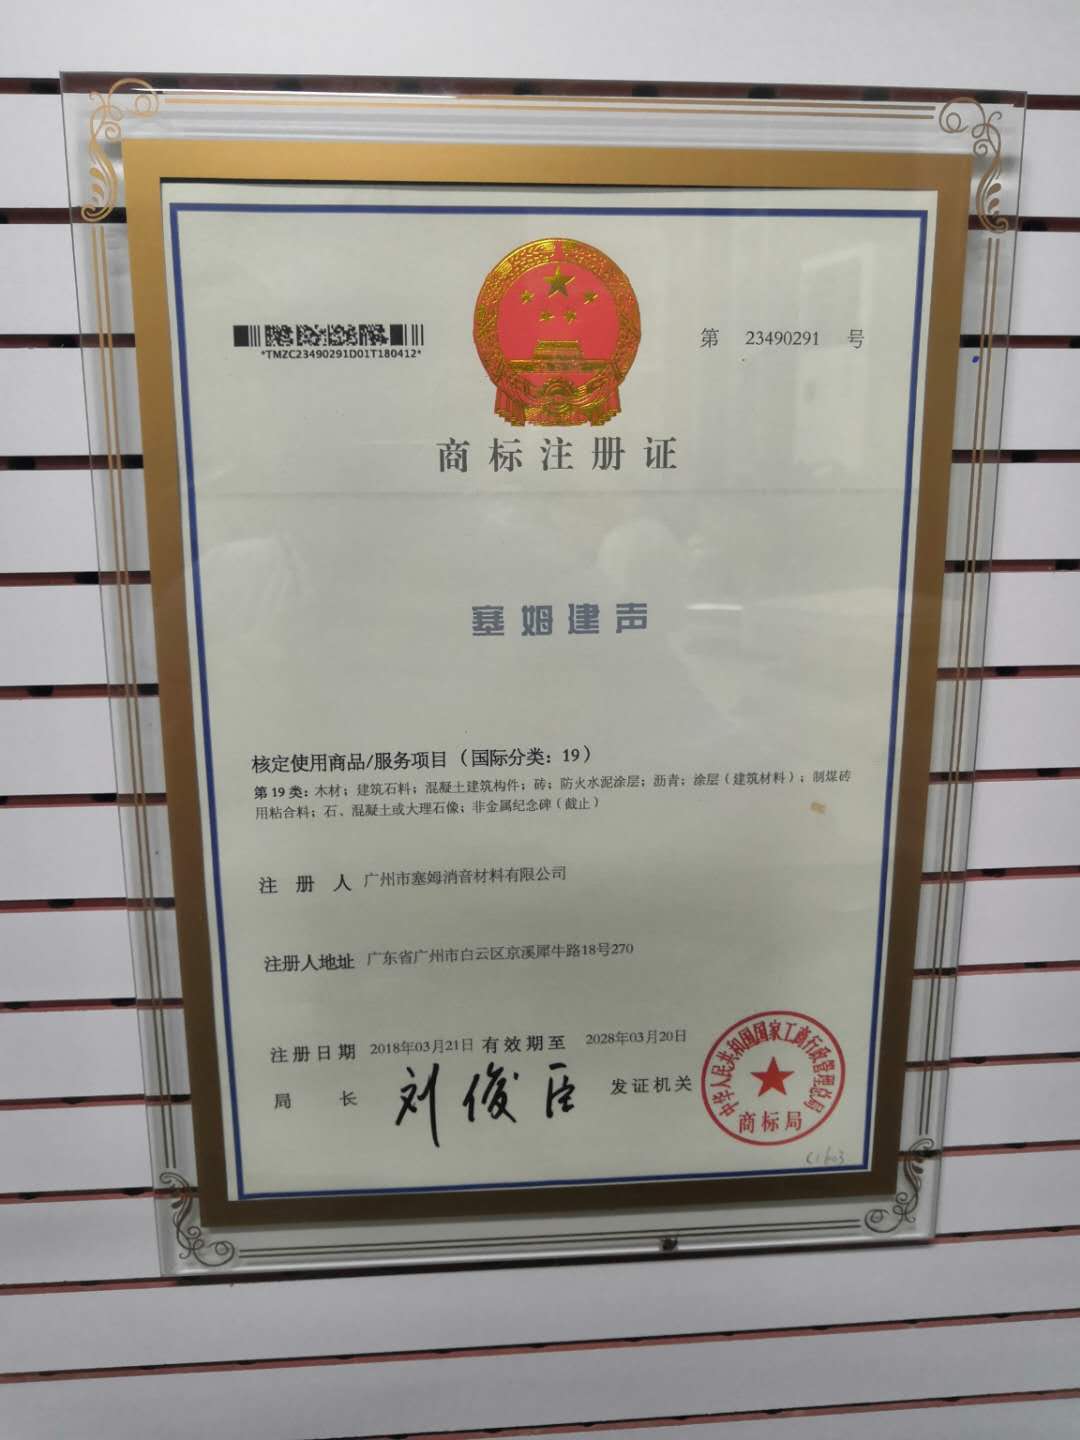 *TMZC23490291D01T180412*
第 23490291 号
商标注册证
塞姆建声
核定使用商品/服务项目（国际分类：19）
第 19 类：木材；建筑石料；混凝土建筑构件；砖；防火水泥涂层；沥青；涂层（建筑材料）；制煤砖
用粘合料；石、混凝土或大理石像；非金属纪念碑（截止）
注册人 广州市塞姆消音材料有限公司
注册人地址 广东省广州市白云区京溪犀牛路18号270
注册日期 2018年03月21日 有效期至 2028年03月20日
局长 刘俊臣 发证机关
中华人民共和国国家工商行政管理总局
商标局